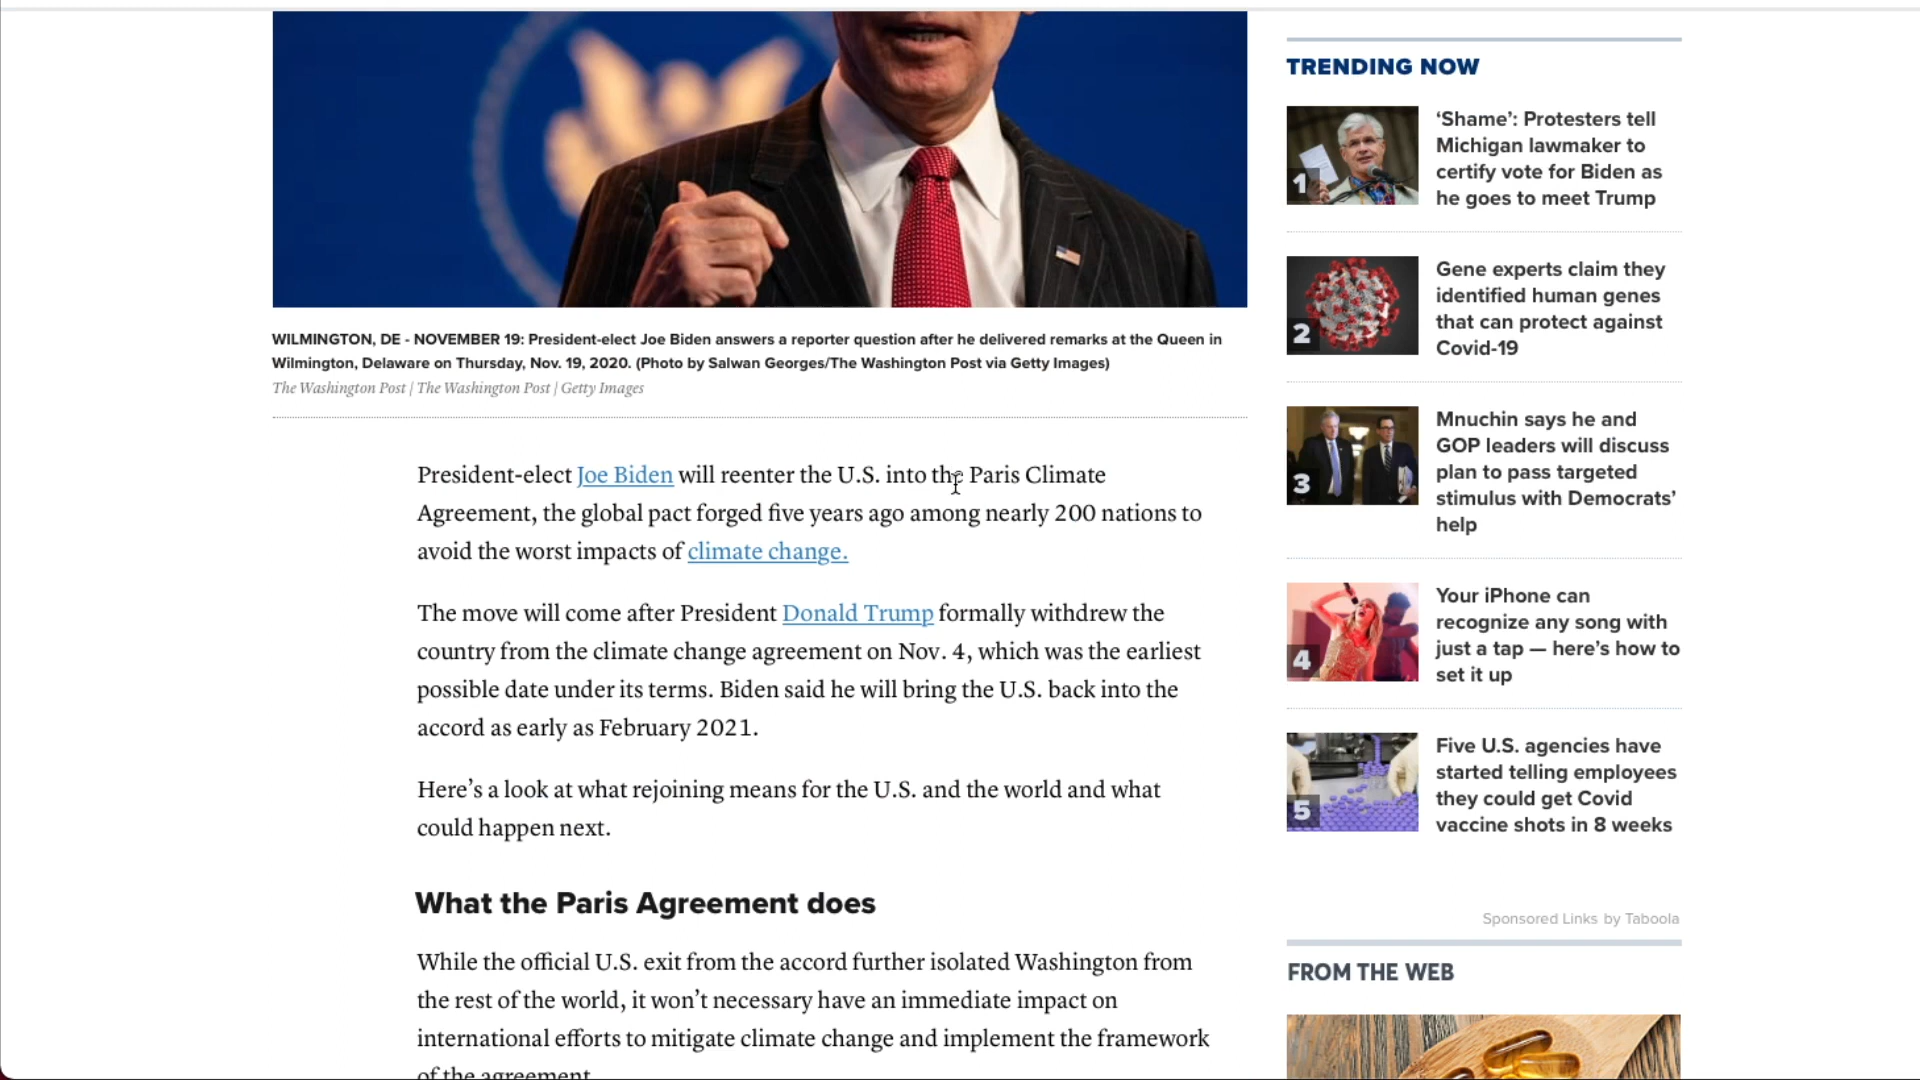 WILMINGTON, DE - NOVEMBER 19: President-elect Joe Biden answers a reporter question after he delivered remarks at the Queen in
Wilmington, Delaware on Thursday, Nov. 19, 2020. (Photo by Salwan Georges/The Washington Post via Getty Images)
The Washington Post | The Washington Post | Getty Images
President-elect Joe Biden will reenter the U.S. into the Paris Climate
Agreement, the global pact forged five years ago among nearly 200 nations to
avoid the worst impacts of climate change.
The move will come after President Donald Trump formally withdrew the
country from the climate change agreement on Nov. 4, which was the earliest
possible date under its terms. Biden said he will bring the U.S. back into the
accord as early as February 2021.
Here’s a look at what rejoining means for the U.S. and the world and what
could happen next.
What the Paris Agreement does
While the official U.S. exit from the accord further isolated Washington from
the rest of the world, it won’t necessary have an immediate impact on
international efforts to mitigate climate change and implement the framework
of the agreement.
TRENDING NOW
1
‘Shame’: Protesters tell
Michigan lawmaker to
certify vote for Biden as
he goes to meet Trump
2
Gene experts claim they
identified human genes
that can protect against
Covid-19
3
Mnuchin says he and
GOP leaders will discuss
plan to pass targeted
stimulus with Democrats’
help
4
Your iPhone can
recognize any song with
just a tap — here’s how to
set it up
5
Five U.S. agencies have
started telling employees
they could get Covid
vaccine shots in 8 weeks
Sponsored Links by Taboola
FROM THE WEB